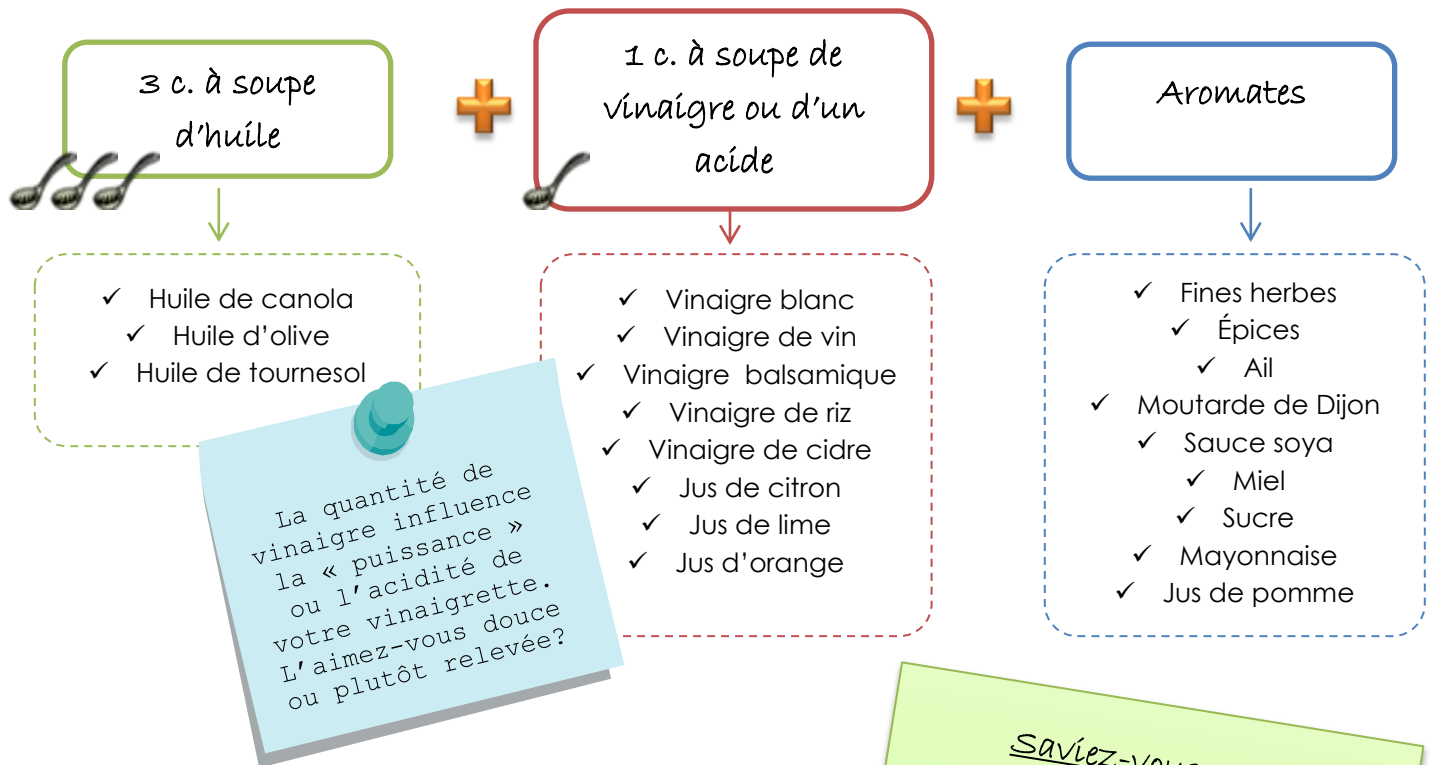 3 c. à soupe
d'huile
1 c. à soupe de
vinaigre ou d'un
acide
Aromates
✓ Huile de canola
✓ Huile d'olive
✓ Huile de tournesol
✓ Vinaigre blanc
✓ Vinaigre de vin
✓ Vinaigre balsamique
✓ Vinaigre de riz
✓ Vinaigre de cidre
✓ Jus de citron
✓ Jus de lime
✓ Jus d'orange
✓ Fines herbes
✓ Épices
✓ Ail
✓ Moutarde de Dijon
✓ Sauce soya
✓ Miel
✓ Sucre
✓ Mayonnaise
✓ Jus de pomme
La quantité de
vinaigre influence
la « puissance »
ou l'acidité de
votre vinaigrette.
L'aimez-vous douce
ou plutôt relevée?
Saviez-vous